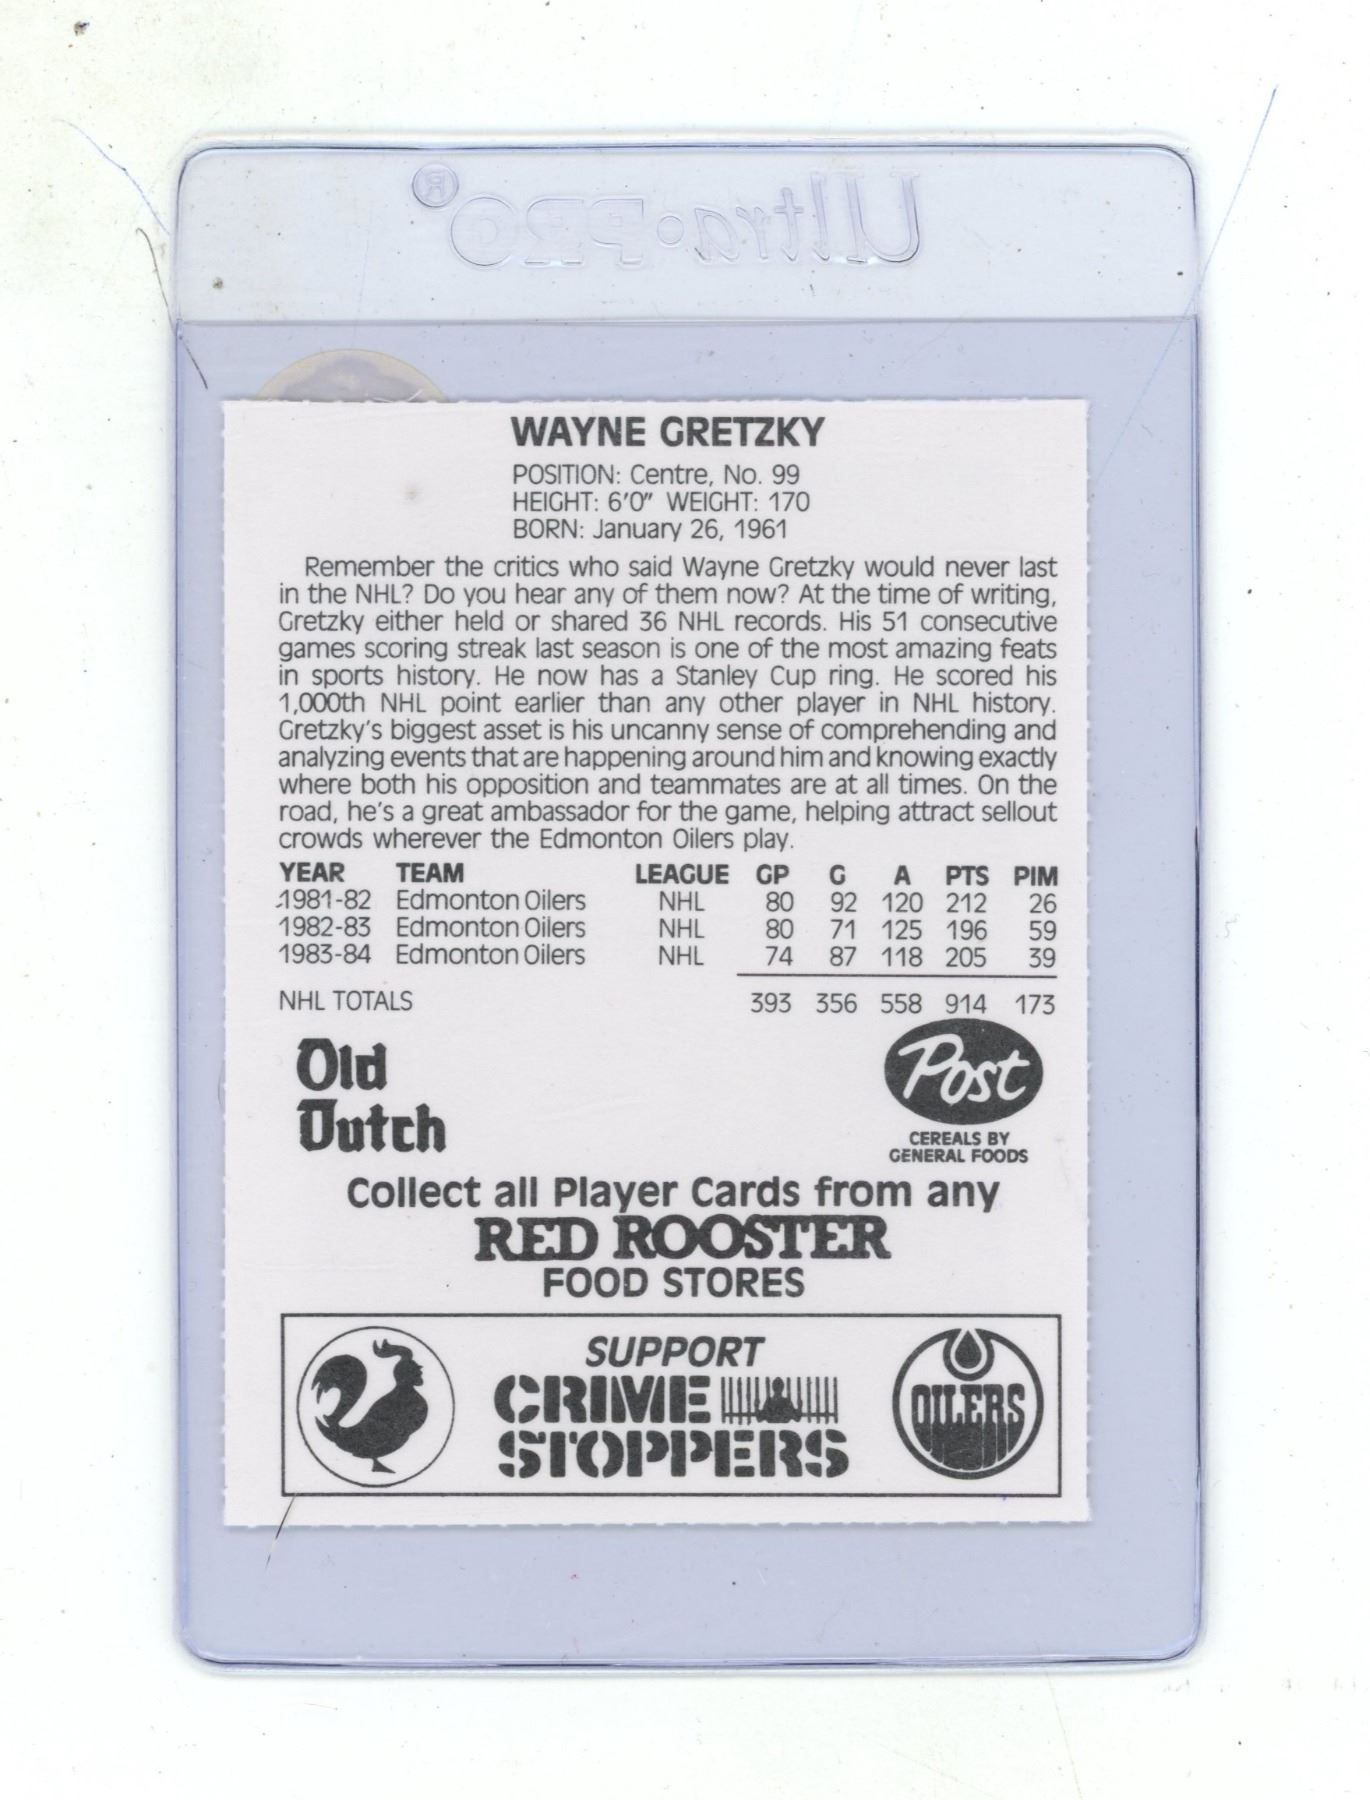 Ultra•PRO®
WAYNE GRETZKY
POSITION: Centre, No. 99
HEIGHT: 6'0" WEIGHT: 170
BORN: January 26, 1961
Remember the critics who said Wayne Gretzky would never last
in the NHL? Do you hear any of them now? At the time of writing,
Gretzky either held or shared 36 NHL records. His 51 consecutive
games scoring streak last season is one of the most amazing feats
in sports history. He now has a Stanley Cup ring. He scored his
1,000th NHL point earlier than any other player in NHL history.
Gretzky's biggest asset is his uncanny sense of comprehending and
analyzing events that are happening around him and knowing exactly
where both his opposition and teammates are at all times. On the
road, he's a great ambassador for the game, helping attract sellout
crowds wherever the Edmonton Oilers play.
YEAR TEAM LEAGUE GP G A PTS PIM
1981-82 Edmonton Oilers NHL 80 92 120 212 26
1982-83 Edmonton Oilers NHL 80 71 125 196 59
1983-84 Edmonton Oilers NHL 74 87 118 205 39
NHL TOTALS 393 356 558 914 173
Old
Dutch
Post
CEREALS BY
GENERAL FOODS
Collect all Player Cards from any
RED ROOSTER
FOOD STORES
SUPPORT
CRIME
STOPPERS
OILERS